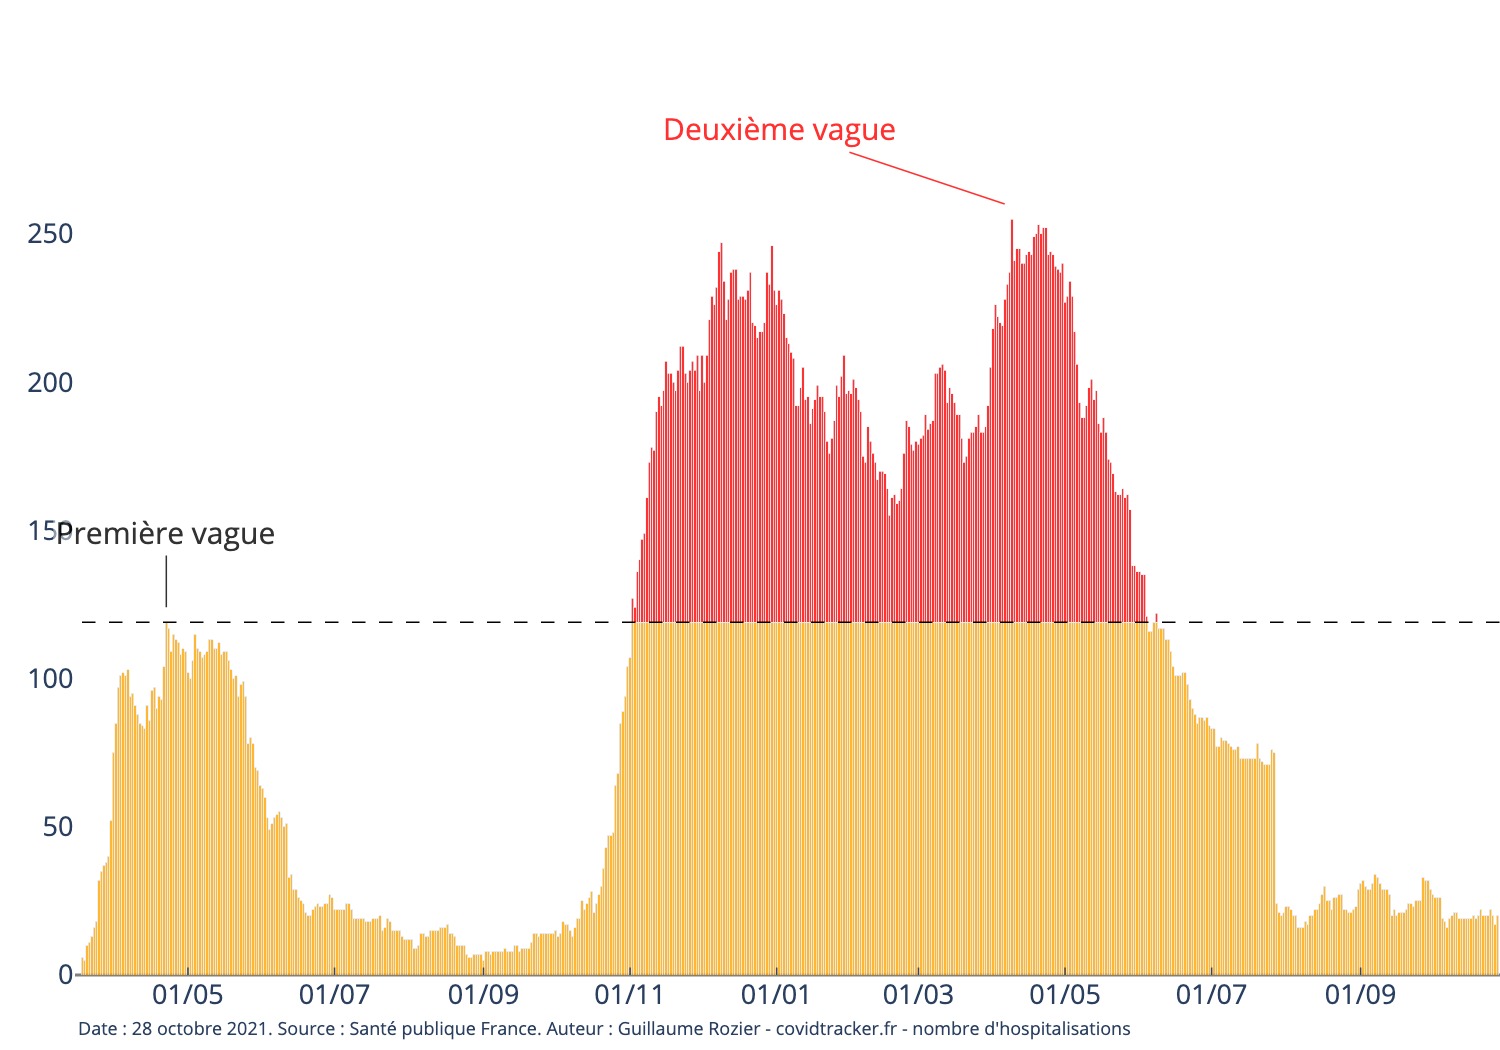 Deuxième vague
250
200
150
Première vague
100
50
0
01/05 01/07 01/09 01/11 01/01 01/03 01/05 01/07 01/09
Date : 28 octobre 2021. Source : Santé publique France. Auteur : Guillaume Rozier - covidtracker.fr - nombre d'hospitalisations